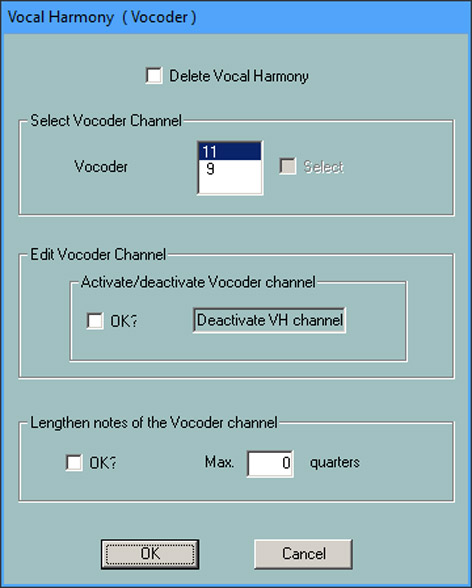 Vocal Harmony ( Vocoder )
Delete Vocal Harmony
Select Vocoder Channel
Vocoder 11 Select
9
Edit Vocoder Channel
Activate/deactivate Vocoder channel
OK? Deactivate VH channel
Lengthen notes of the Vocoder channel
OK? Max. 0 quarters
OK Cancel